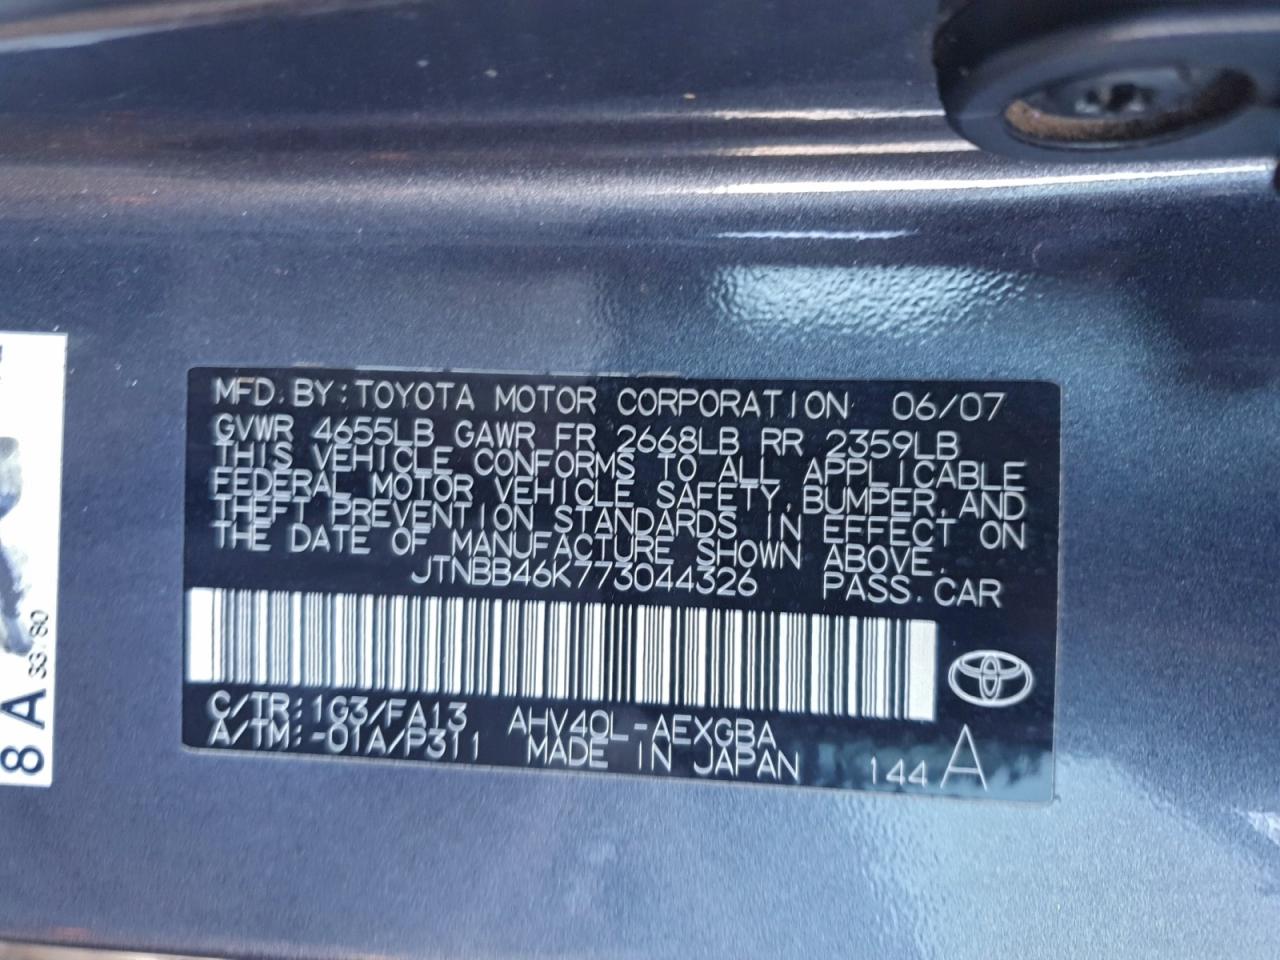 MFD. BY: TOYOTA MOTOR CORPORATION 06/07
GVWR 4655LB GAWR FR 2668LB RR 2359LB
THIS VEHICLE CONFORMS TO ALL APPLICABLE
FEDERAL MOTOR VEHICLE SAFETY, BUMPER, AND
THEFT PREVENTION STANDARDS IN EFFECT ON
THE DATE OF MANUFACTURE SHOWN ABOVE.
JTNBB46K773044326 PASS. CAR
C/TR: 1G3/FA13 AHV40L-AEXGBA
A/TM: -01A/P311 MADE IN JAPAN 144 A
8A